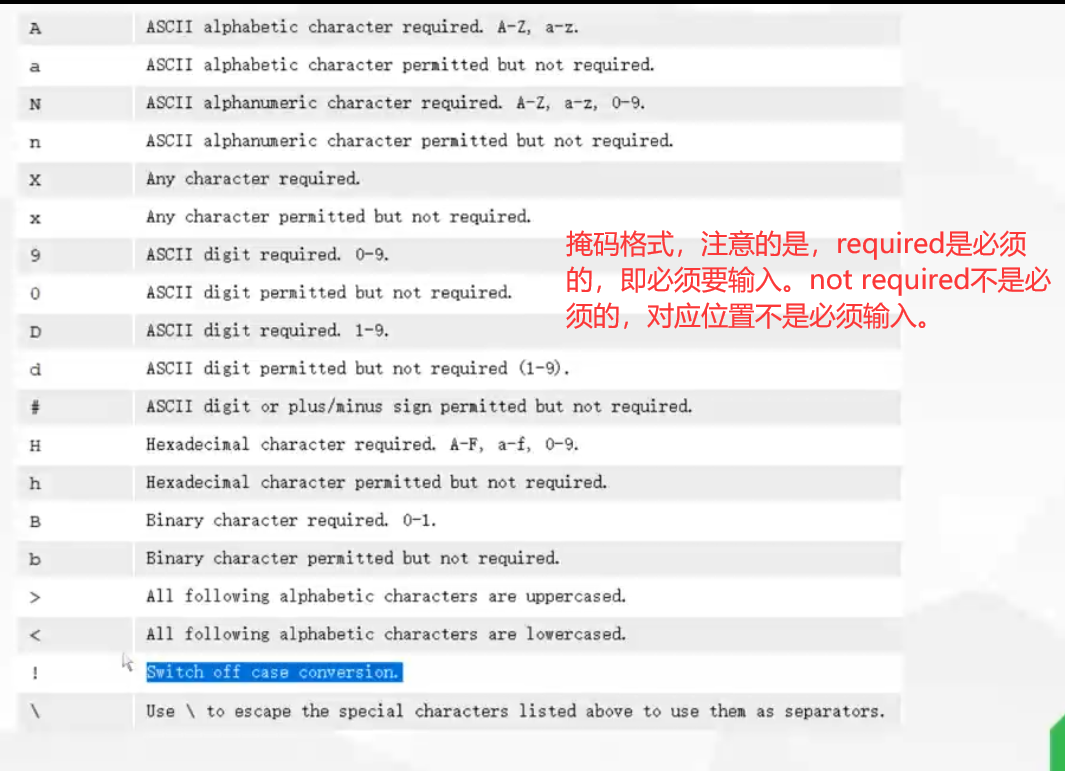 A ASCII alphabetic character required. A-Z, a-z.
a ASCII alphabetic character permitted but not required.
N ASCII alphanumeric character required. A-Z, a-z, 0-9.
n ASCII alphanumeric character permitted but not required.
X Any character required.
x Any character permitted but not required.
9 ASCII digit required. 0-9.
0 ASCII digit permitted but not required.
D ASCII digit required. 1-9.
d ASCII digit permitted but not required (1-9).
# ASCII digit or plus/minus sign permitted but not required.
H Hexadecimal character required. A-F, a-f, 0-9.
h Hexadecimal character permitted but not required.
B Binary character required. 0-1.
b Binary character permitted but not required.
> All following alphabetic characters are uppercased.
< All following alphabetic characters are lowercased.
! Switch off case conversion.
\ Use \ to escape the special characters listed above to use them as separators.
掩码格式，注意的是，required是必须
的，即必须要输入。not required不是必
须的，对应位置不是必须输入。